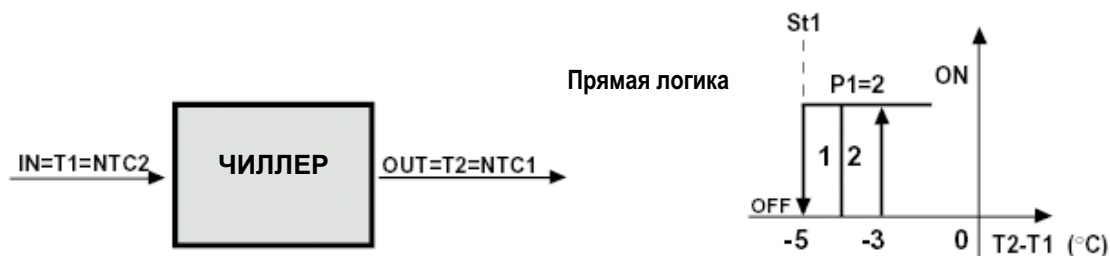 IN=T1=NTC2
ЧИЛЛЕР
OUT=T2=NTC1
Прямая логика
St1
P1=2
ON
1
2
OFF
-5
-3
0
T2-T1 (°C)